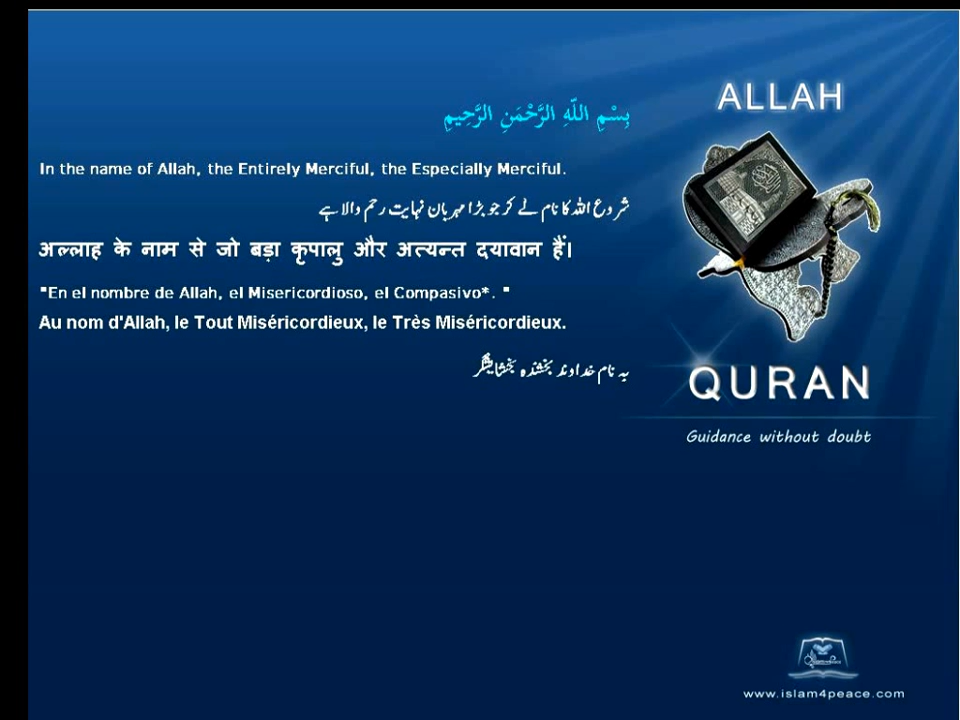 بِسْمِ اللّهِ الرَّحْمَنِ الرَّحِيمِ
In the name of Allah, the Entirely Merciful, the Especially Merciful.
شروع الله کا نام لے کر جو بڑا مہربان نہایت رحم والا ہے
अल्लाह के नाम से जो बड़ा कृपालु और अत्यन्त दयावान हैं।
"En el nombre de Allah, el Misericordioso, el Compasivo*. "
Au nom d'Allah, le Tout Miséricordieux, le Très Miséricordieux.
به نام خداوند بخشنده بخشایشگر
ALLAH
QURAN
Guidance without doubt
www.islam4peace.com